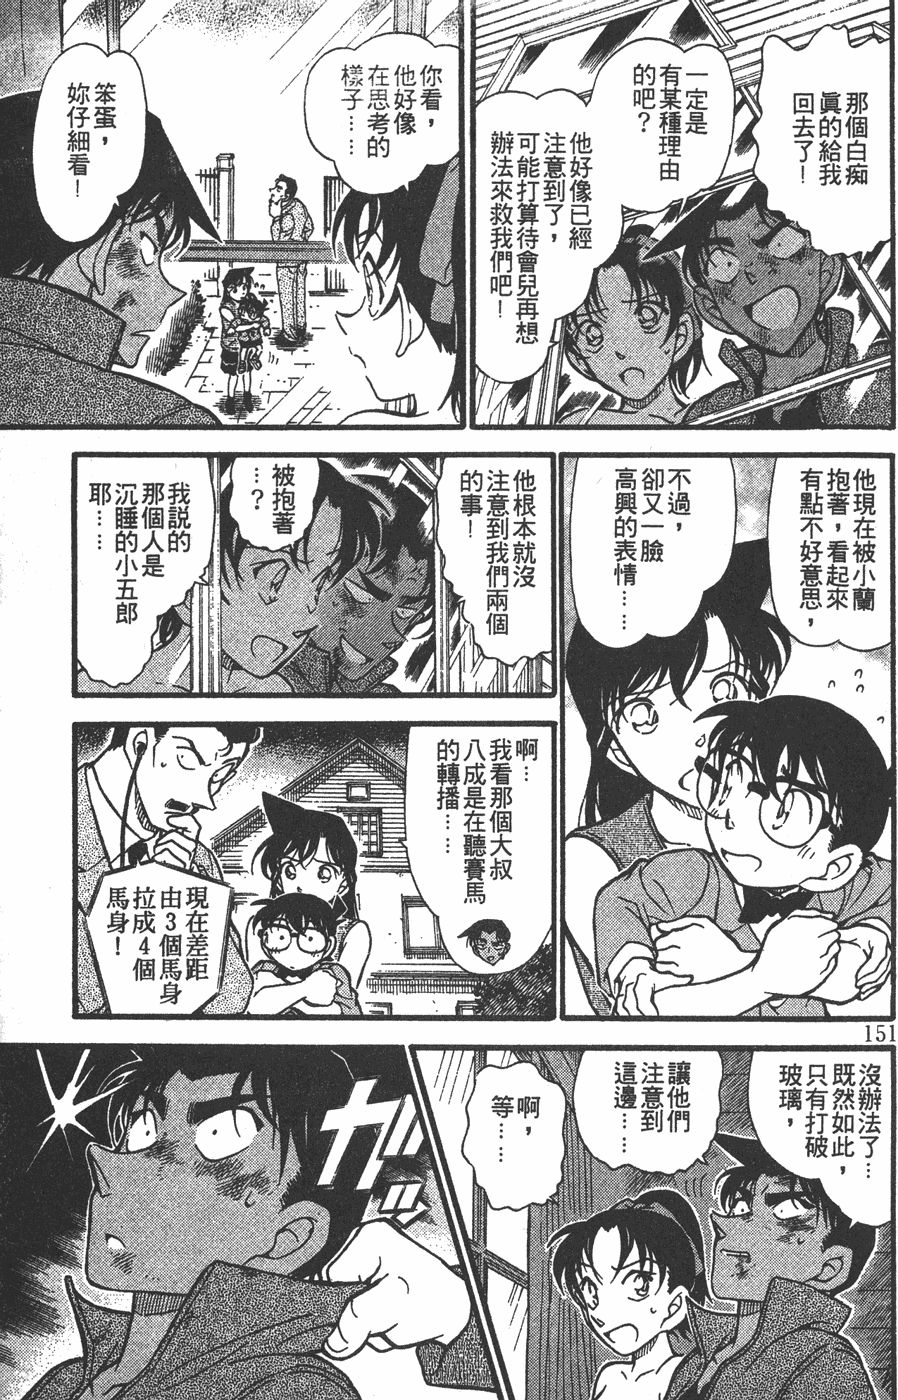 那個白痴
真的給我
回去了！
一定是
有某種理由
的吧？
他好像已經
注意到了，
可能打算待會兒再想
辦法來救我們吧！
你看，
他好像
在思考的
樣子…
笨蛋，
妳仔細看！
他現在被小蘭
抱著，看起來
有點不好意思，
不過，
卻又一臉
高興的表情……
他根本就沒
注意到我們兩個
的事！
被抱著
…？
我說的
那個人是
沉睡的小五郎
耶……
啊…
我看那個大叔
八成是在聽賽馬
的轉播……
現在差距
由3個馬身
拉成4個
馬身！
151
沒辦法了…
既然如此，
只有打破
玻璃，
讓他們
注意到
這邊……
啊，
等…
ガッ